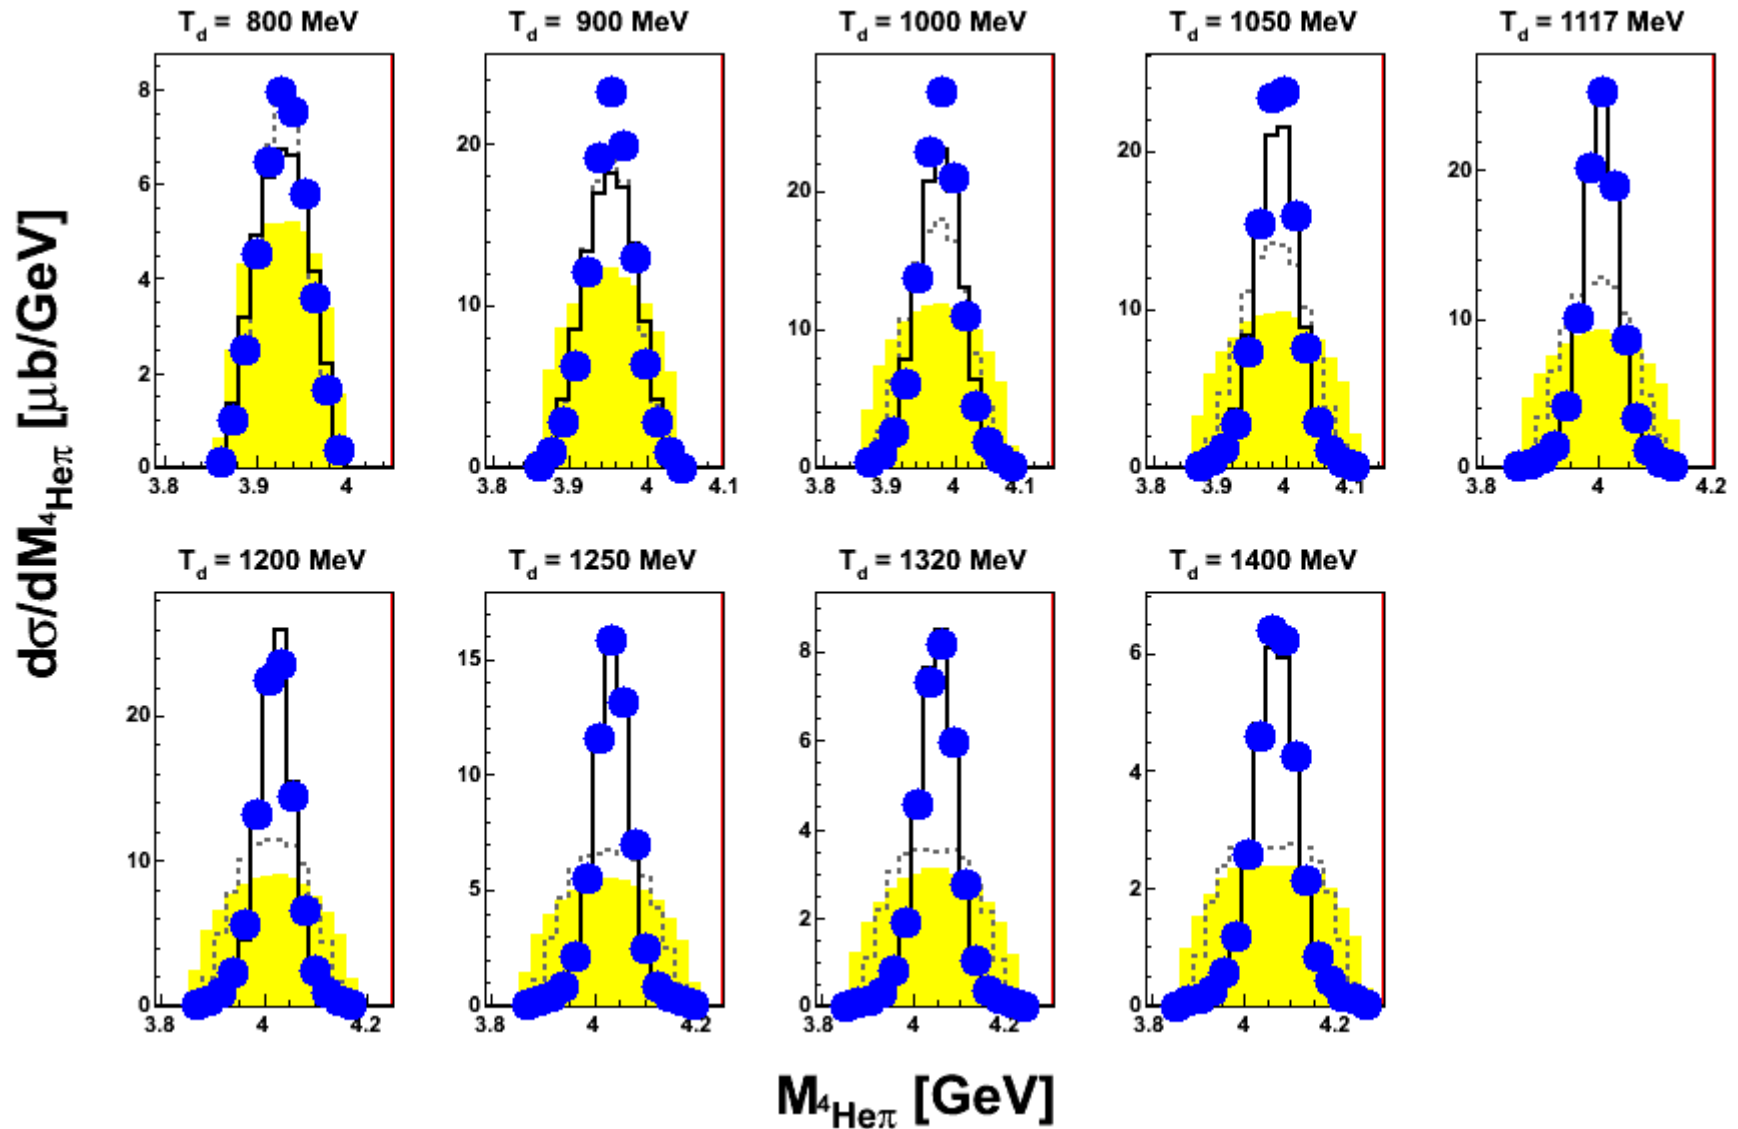 T_d = 800 MeV
T_d = 900 MeV
T_d = 1000 MeV
T_d = 1050 MeV
T_d = 1117 MeV
8
6
4
2
0
3.8 3.9 4
20
10
0
3.8 3.9 4 4.1
20
10
0
3.8 3.9 4 4.1
20
10
0
3.8 3.9 4 4.1
20
10
0
3.8 4 4.2
dσ/dM⁴Heπ [μb/GeV]
T_d = 1200 MeV
T_d = 1250 MeV
T_d = 1320 MeV
T_d = 1400 MeV
20
10
0
3.8 4 4.2
15
10
5
0
3.8 4 4.2
8
6
4
2
0
3.8 4 4.2
6
4
2
0
3.8 4 4.2
M⁴Heπ [GeV]